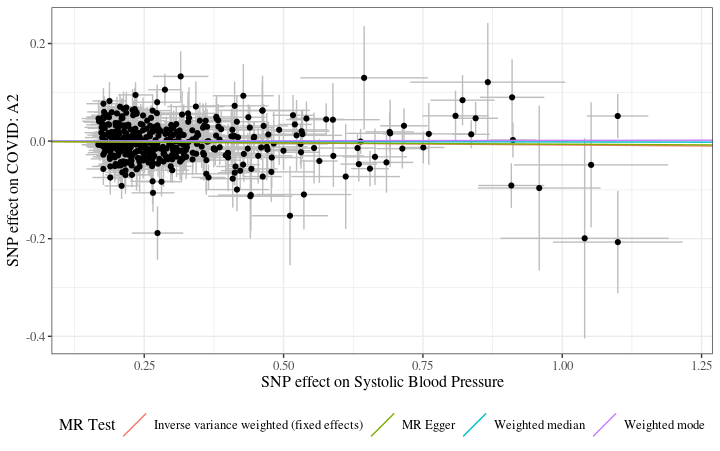 SNP effect on COVID: A2
0.2
0.0
-0.2
-0.4
0.25 0.50 0.75 1.00 1.25
SNP effect on Systolic Blood Pressure
MR Test Inverse variance weighted (fixed effects) MR Egger Weighted median Weighted mode